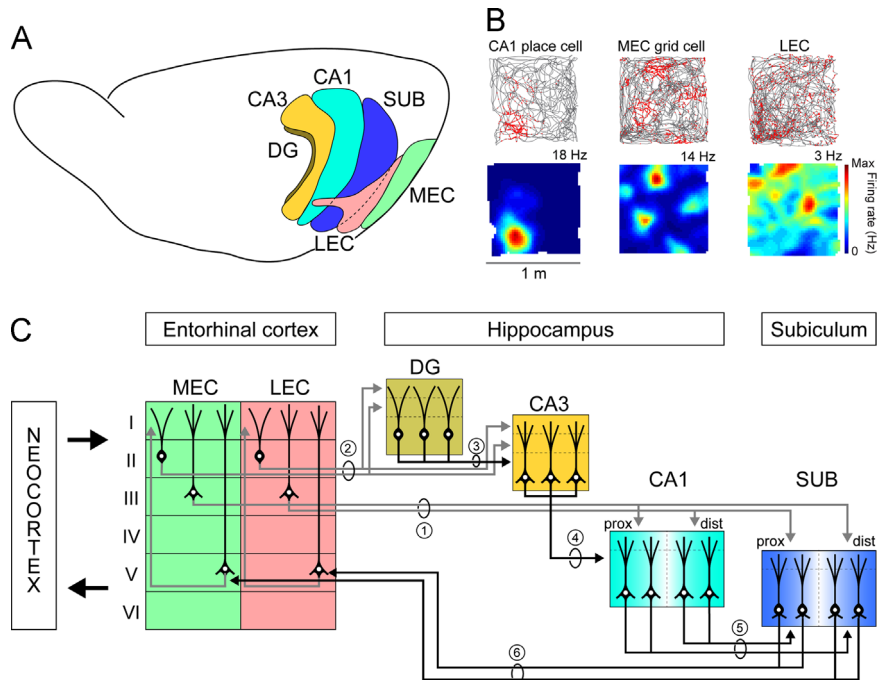 A
CA1
CA3
SUB
DG
MEC
LEC
B
CA1 place cell
MEC grid cell
LEC
18 Hz
14 Hz
3 Hz
Max
Firing rate (Hz)
0
1 m
C
Entorhinal cortex
Hippocampus
Subiculum
NEOCORTEX
MEC
LEC
DG
CA3
CA1
SUB
I
II
III
IV
V
VI
2
3
1
4
prox
dist
prox
dist
5
6